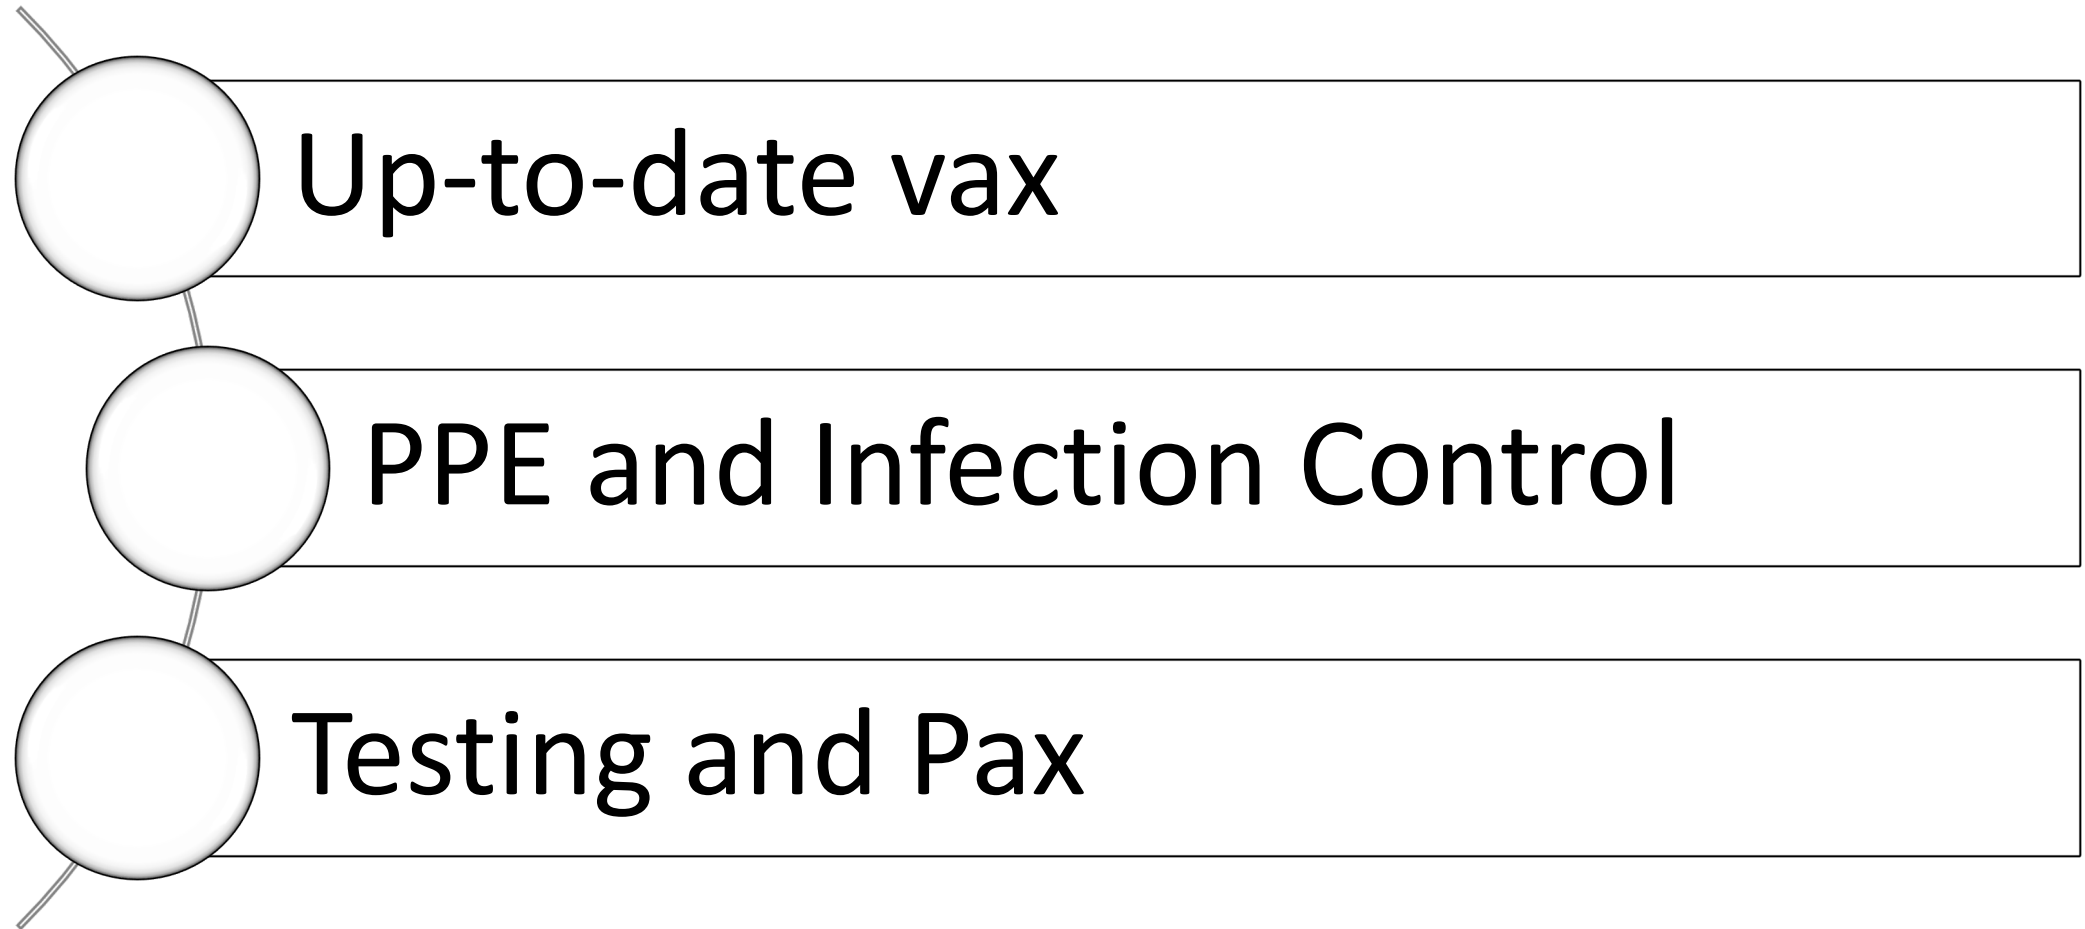 Up-to-date vax
PPE and Infection Control
Testing and Pax